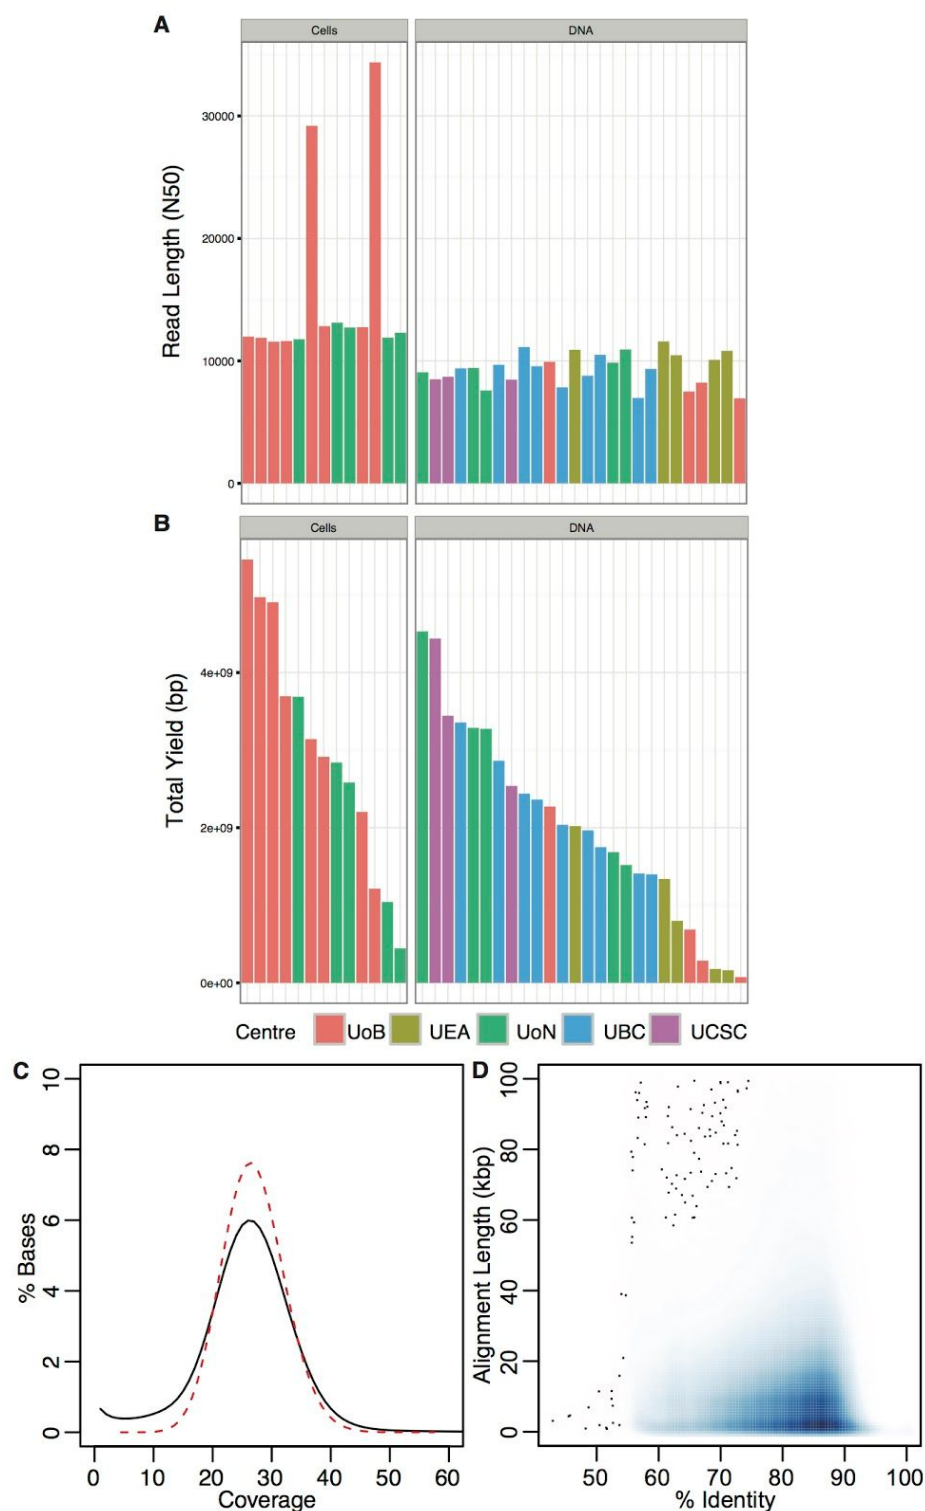 A
Cells
DNA
Read Length (N50)
30000
20000
10000
0
B
Cells
DNA
Total Yield (bp)
4e+09
2e+09
0e+00
Centre UoB UEA UoN UBC UCSC
C
% Bases
10
8
6
4
2
0
0 10 20 30 40 50 60
Coverage
D
Alignment Length (kbp)
100
80
60
40
20
0
50 60 70 80 90 100
% Identity